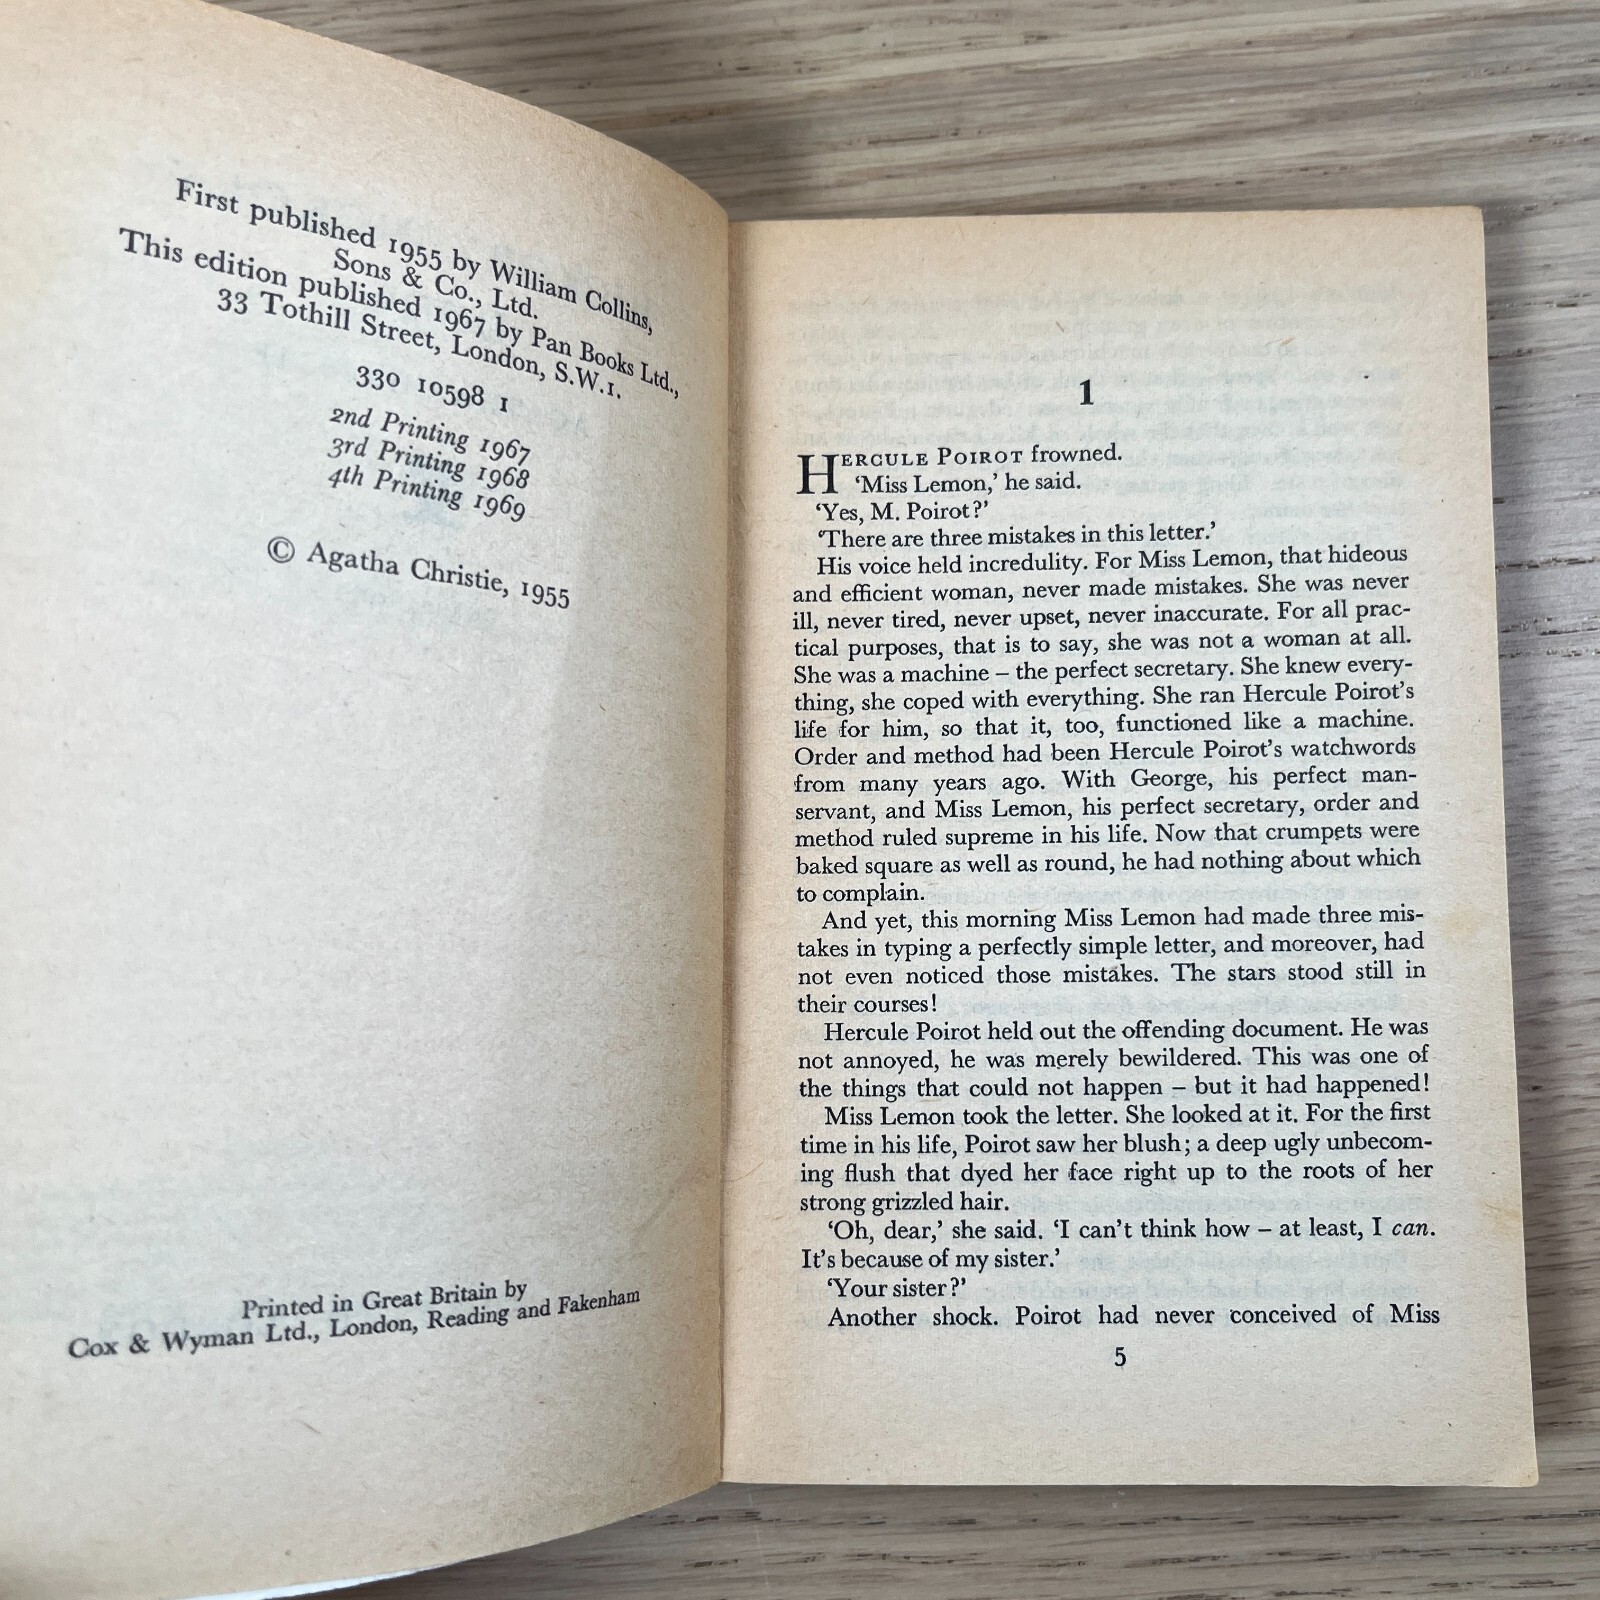 First published 1955 by William Collins,
Sons & Co., Ltd.
This edition published 1967 by Pan Books Ltd.,
33 Tothill Street, London, S.W.1.
330 10598 1
2nd Printing 1967
3rd Printing 1968
4th Printing 1969
© Agatha Christie, 1955
Printed in Great Britain by
Cox & Wyman Ltd., London, Reading and Fakenham
1
HERCULE POIROT frowned.
‘Miss Lemon,’ he said.
‘Yes, M. Poirot?’
‘There are three mistakes in this letter.’
His voice held incredulity. For Miss Lemon, that hideous
and efficient woman, never made mistakes. She was never
ill, never tired, never upset, never inaccurate. For all prac-
tical purposes, that is to say, she was not a woman at all.
She was a machine – the perfect secretary. She knew every-
thing, she coped with everything. She ran Hercule Poirot’s
life for him, so that it, too, functioned like a machine.
Order and method had been Hercule Poirot’s watchwords
from many years ago. With George, his perfect man-
servant, and Miss Lemon, his perfect secretary, order and
method ruled supreme in his life. Now that crumpets were
baked square as well as round, he had nothing about which
to complain.
And yet, this morning Miss Lemon had made three mis-
takes in typing a perfectly simple letter, and moreover, had
not even noticed those mistakes. The stars stood still in
their courses!
Hercule Poirot held out the offending document. He was
not annoyed, he was merely bewildered. This was one of
the things that could not happen – but it had happened!
Miss Lemon took the letter. She looked at it. For the first
time in his life, Poirot saw her blush; a deep ugly unbecom-
ing flush that dyed her face right up to the roots of her
strong grizzled hair.
‘Oh, dear,’ she said. ‘I can’t think how – at least, I can.
It’s because of my sister.’
‘Your sister?’
Another shock. Poirot had never conceived of Miss
5